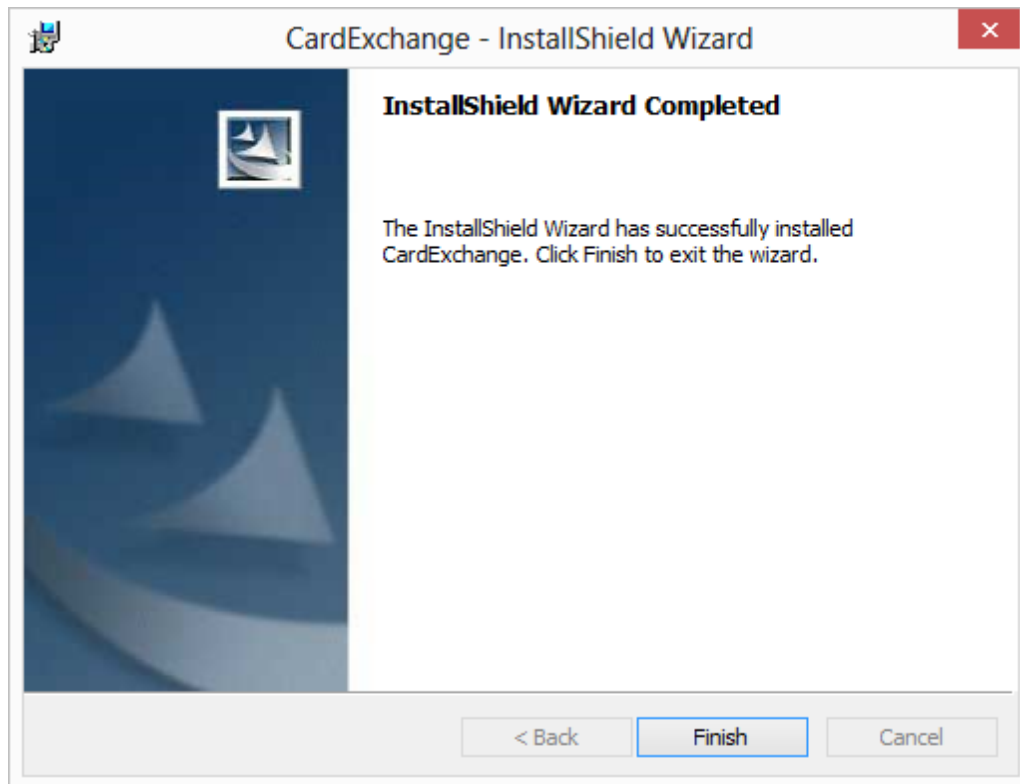 CardExchange - InstallShield Wizard
InstallShield Wizard Completed
The InstallShield Wizard has successfully installed
CardExchange. Click Finish to exit the wizard.
< Back
Finish
Cancel